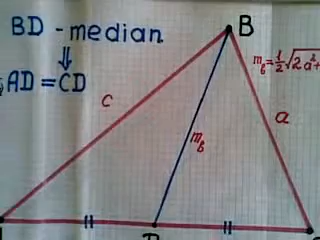 BD - median
⇓
AD = CD
B
m_b = 1/2 √2a²+
c
a
m_b